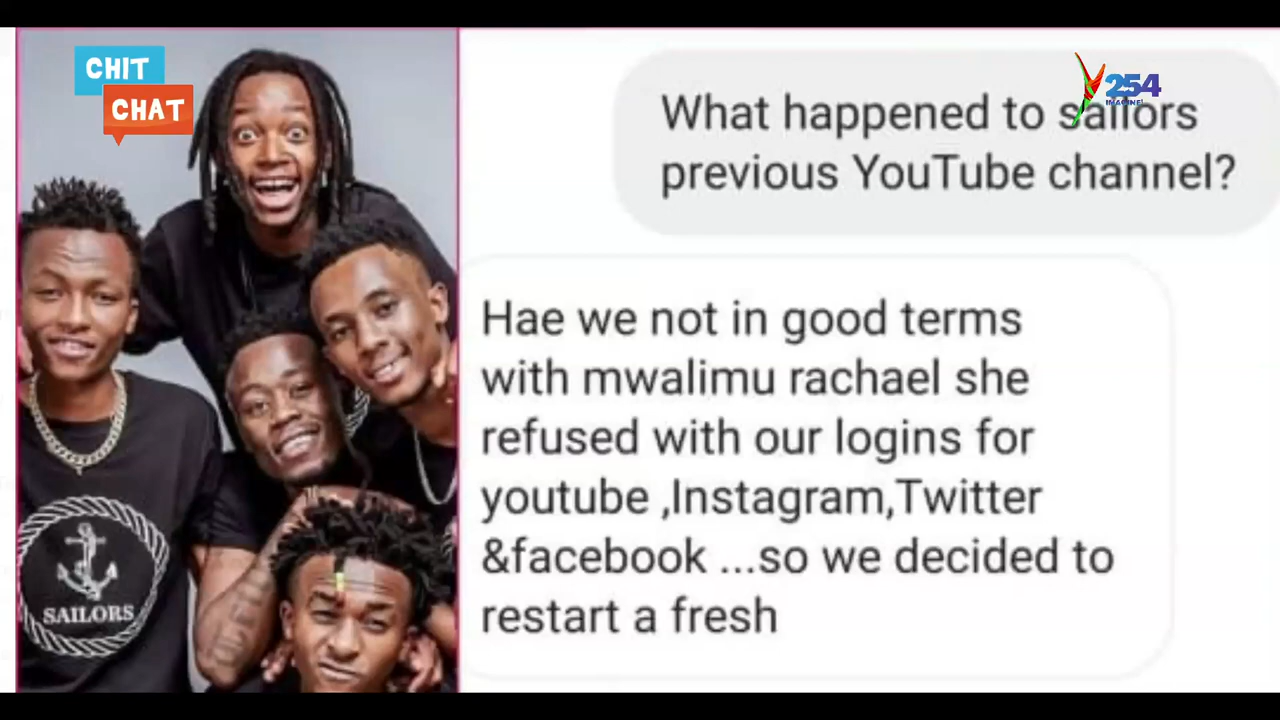 CHIT
CHAT
254
IMAGINE!
What happened to sailors
previous YouTube channel?
Hae we not in good terms
with mwalimu rachael she
refused with our logins for
youtube ,Instagram,Twitter
&facebook ...so we decided to
restart a fresh
SAILORS